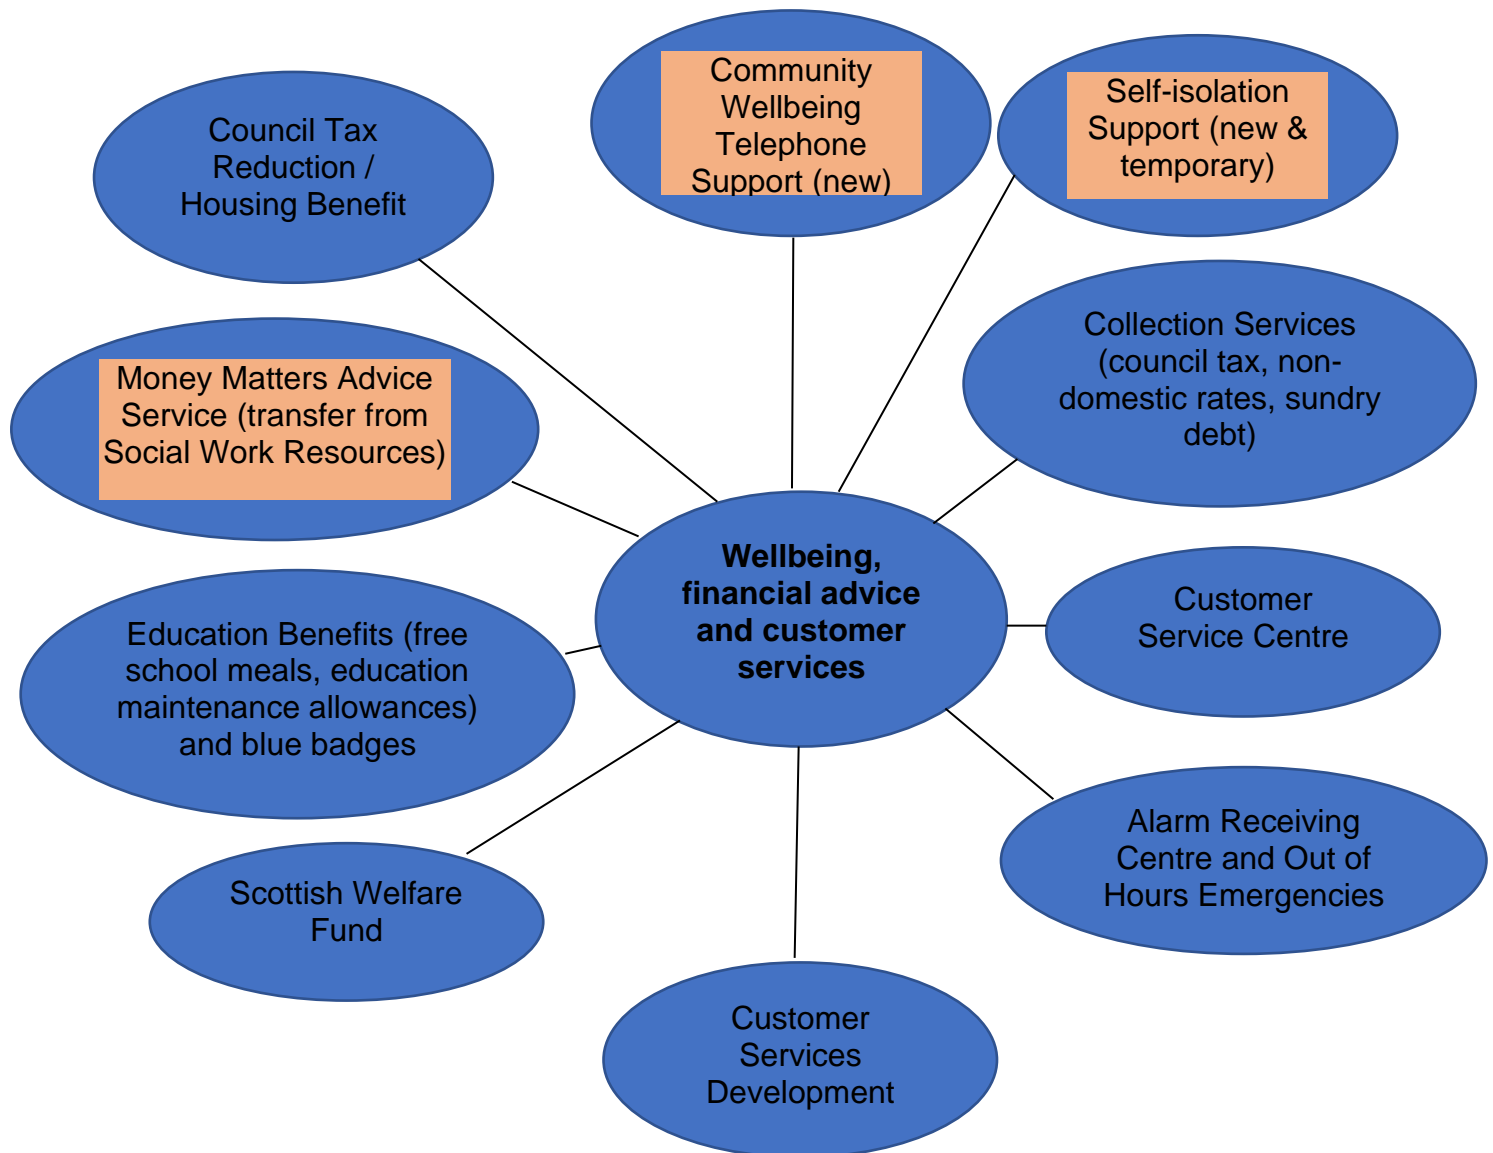 Council Tax
Reduction /
Housing Benefit
Community
Wellbeing
Telephone
Support (new)
Self-isolation
Support (new &
temporary)
Money Matters Advice
Service (transfer from
Social Work Resources)
Collection Services
(council tax, non-
domestic rates, sundry
debt)
Wellbeing,
financial advice
and customer
services
Education Benefits (free
school meals, education
maintenance allowances)
and blue badges
Customer
Service Centre
Scottish Welfare
Fund
Alarm Receiving
Centre and Out of
Hours Emergencies
Customer
Services
Development